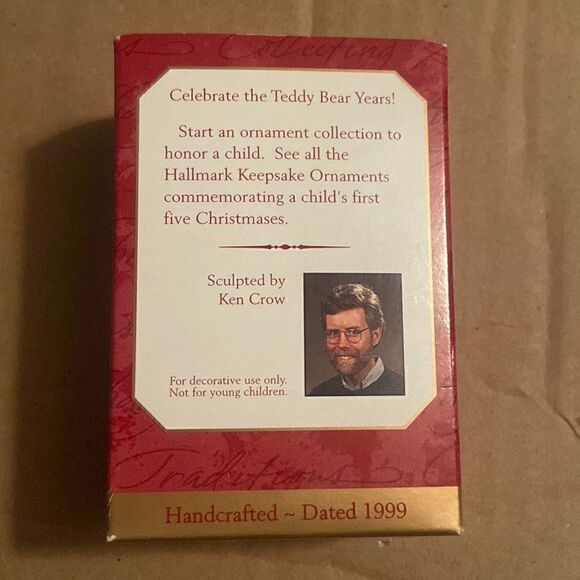 Collecting
Celebrate the Teddy Bear Years!
Start an ornament collection to
honor a child. See all the
Hallmark Keepsake Ornaments
commemorating a child's first
five Christmases.
Sculpted by
Ken Crow
For decorative use only.
Not for young children.
Traditions
Handcrafted ~ Dated 1999